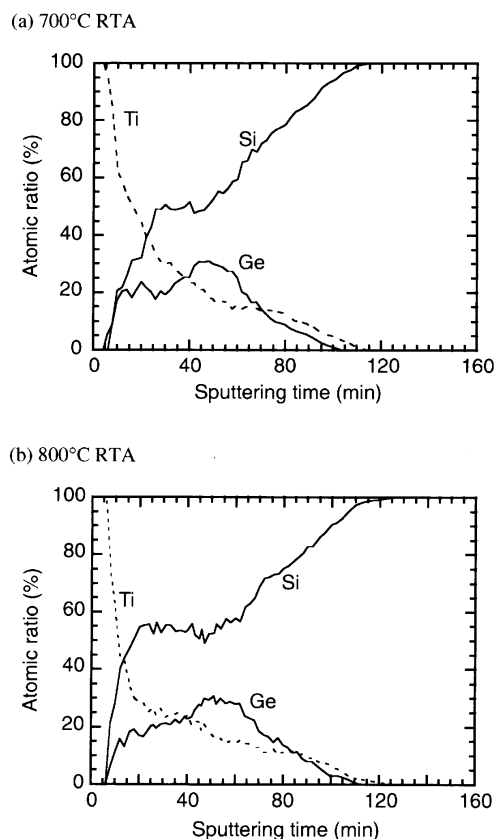 (a) 700°C RTA
100
80
60
40
20
0
Atomic ratio (%)
Ti
Si
Ge
0 40 80 120 160
Sputtering time (min)
(b) 800°C RTA
100
80
60
40
20
0
Atomic ratio (%)
Ti
Si
Ge
0 40 80 120 160
Sputtering time (min)